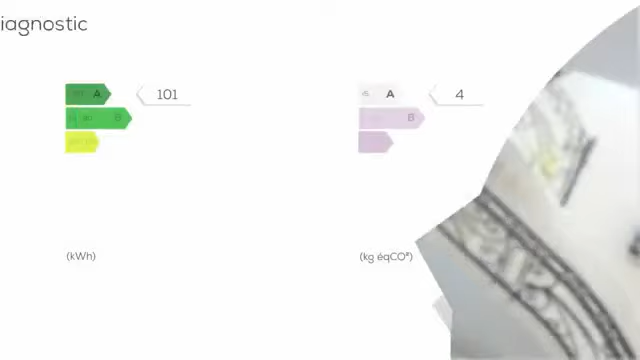 iagnostic
A 101
A 4
B
B
(kWh)
(kg éqCO²)